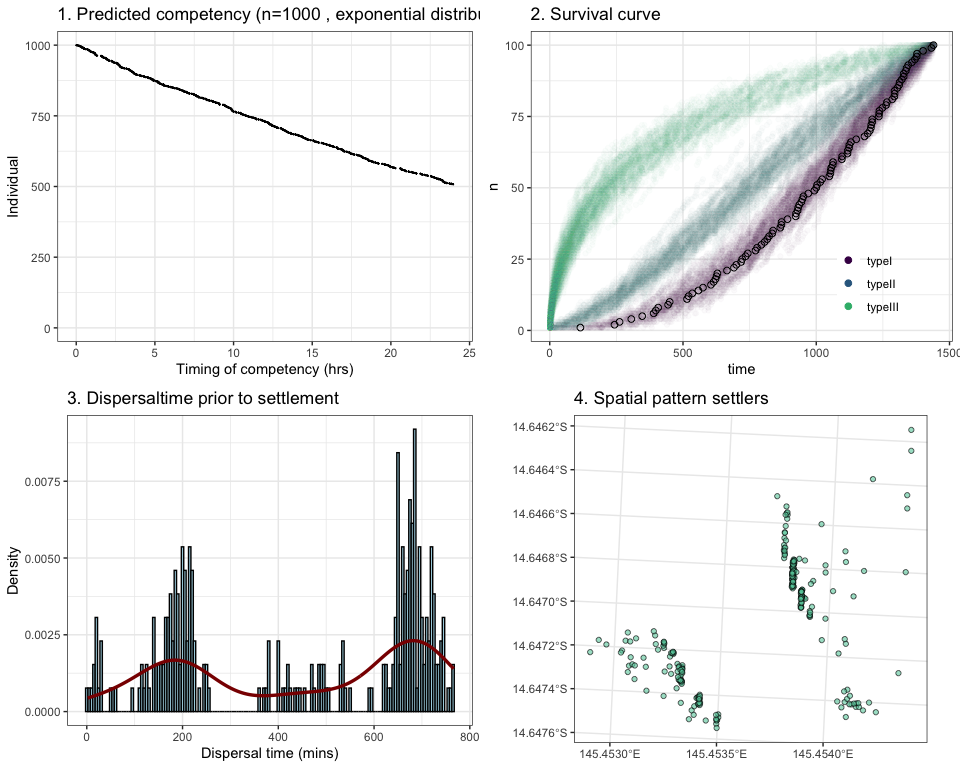 1. Predicted competency (n=1000 , exponential distribu
1000
750
500
250
0
Individual
0 5 10 15 20 25
Timing of competency (hrs)
2. Survival curve
100
75
50
25
0
n
typeI
typeII
typeIII
0 500 1000 1500
time
3. Dispersaltime prior to settlement
0.0075
0.0050
0.0025
0.0000
Density
0 200 400 600 800
Dispersal time (mins)
4. Spatial pattern settlers
14.6462°S
14.6464°S
14.6466°S
14.6468°S
14.6470°S
14.6472°S
14.6474°S
14.6476°S
145.4530°E 145.4535°E 145.4540°E